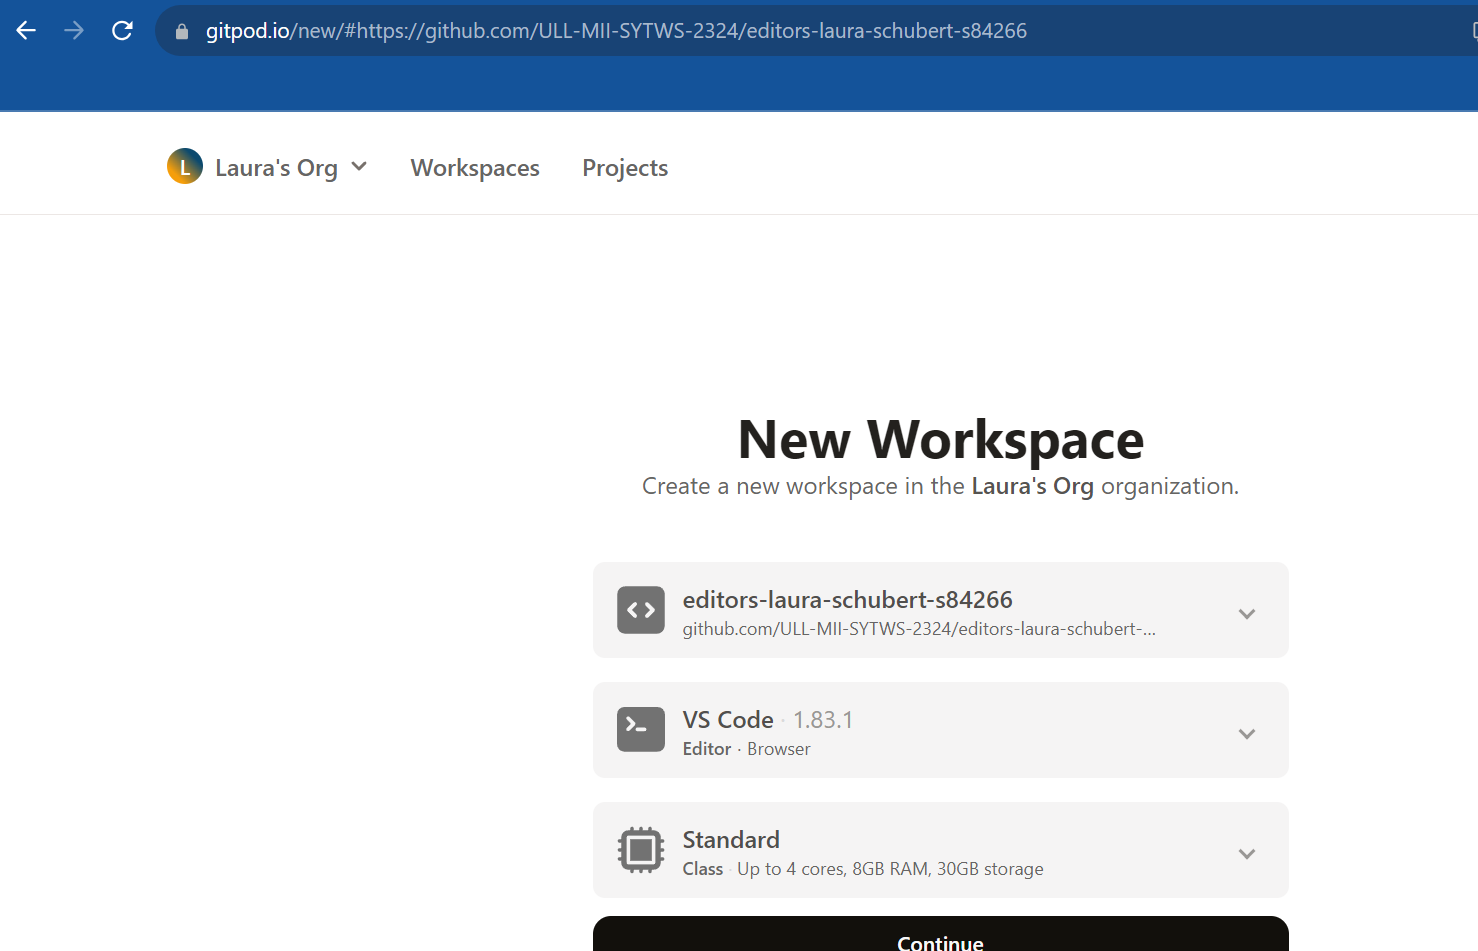 gitpod.io/new/#https://github.com/ULL-MII-SYTWS-2324/editors-laura-schubert-s84266
L Laura's Org Workspaces Projects
New Workspace
Create a new workspace in the Laura's Org organization.
editors-laura-schubert-s84266
github.com/ULL-MII-SYTWS-2324/editors-laura-schubert-...
VS Code · 1.83.1
Editor · Browser
Standard
Class · Up to 4 cores, 8GB RAM, 30GB storage
Continue